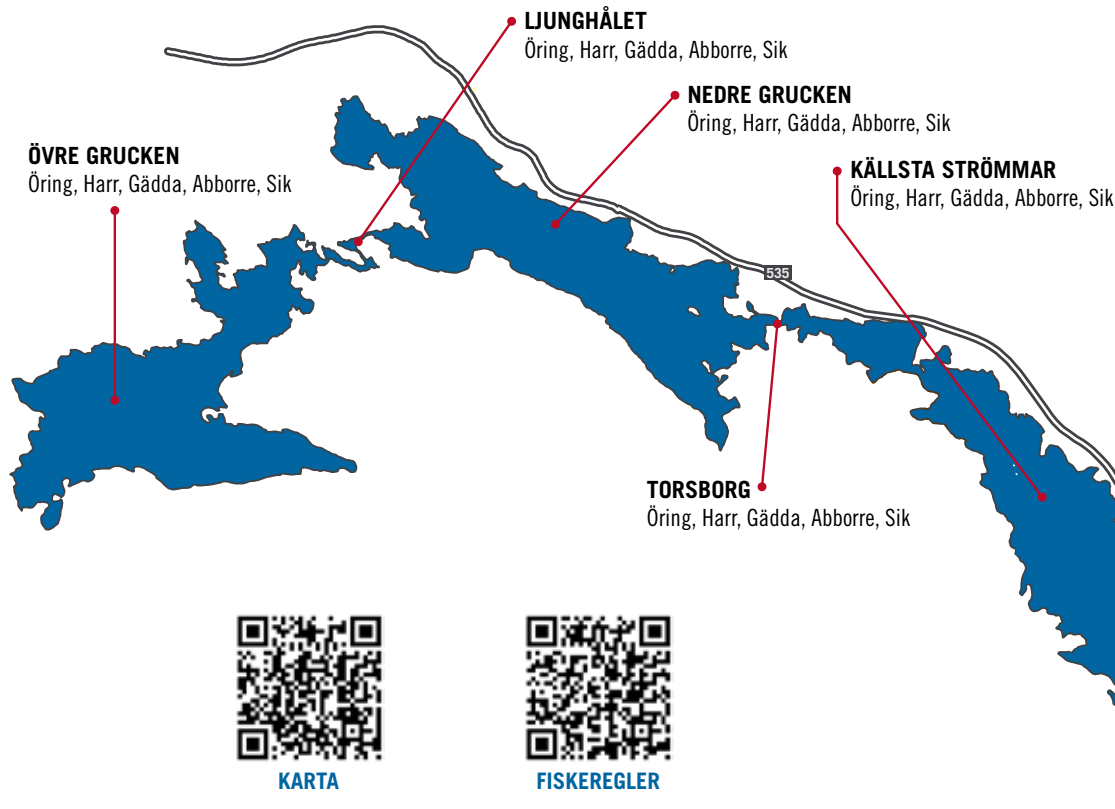 LJUNGHÅLET
Öring, Harr, Gädda, Abborre, Sik
NEDRE GRUCKEN
Öring, Harr, Gädda, Abborre, Sik
ÖVRE GRUCKEN
Öring, Harr, Gädda, Abborre, Sik
KÄLLSTA STRÖMMAR
Öring, Harr, Gädda, Abborre, Sik
535
TORSBORG
Öring, Harr, Gädda, Abborre, Sik
KARTA
FISKEREGLER